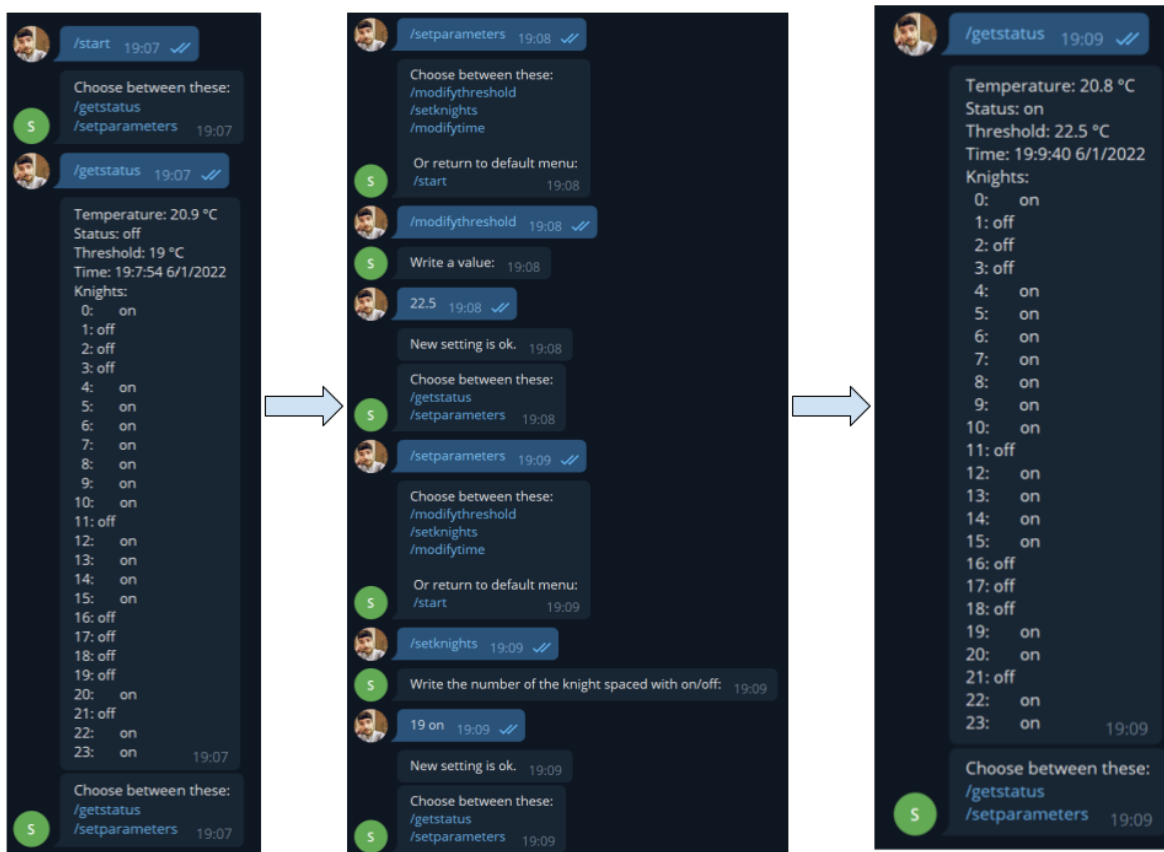 /start 19:07
Choose between these:
/getstatus
/setparameters 19:07
S
/getstatus 19:07
Temperature: 20.9 °C
Status: off
Threshold: 19 °C
Time: 19:7:54 6/1/2022
Knights:
0: on
1: off
2: off
3: off
4: on
5: on
6: on
7: on
8: on
9: on
10: on
11: off
12: on
13: on
14: on
15: on
16: off
17: off
18: off
19: off
20: on
21: off
22: on
23: on 19:07
Choose between these:
/getstatus
/setparameters 19:07
S
/setparameters 19:08
Choose between these:
/modifythreshold
/setknights
/modifytime
Or return to default menu:
/start 19:08
S
/modifythreshold 19:08
S
Write a value: 19:08
22.5 19:08
New setting is ok. 19:08
Choose between these:
/getstatus
/setparameters 19:08
S
/setparameters 19:09
Choose between these:
/modifythreshold
/setknights
/modifytime
Or return to default menu:
/start 19:09
S
/setknights 19:09
S
Write the number of the knight spaced with on/off: 19:09
19 on 19:09
New setting is ok. 19:09
Choose between these:
/getstatus
/setparameters 19:09
S
/getstatus 19:09
Temperature: 20.8 °C
Status: on
Threshold: 22.5 °C
Time: 19:9:40 6/1/2022
Knights:
0: on
1: off
2: off
3: off
4: on
5: on
6: on
7: on
8: on
9: on
10: on
11: off
12: on
13: on
14: on
15: on
16: off
17: off
18: off
19: on
20: on
21: off
22: on
23: on 19:09
Choose between these:
/getstatus
/setparameters 19:09
S